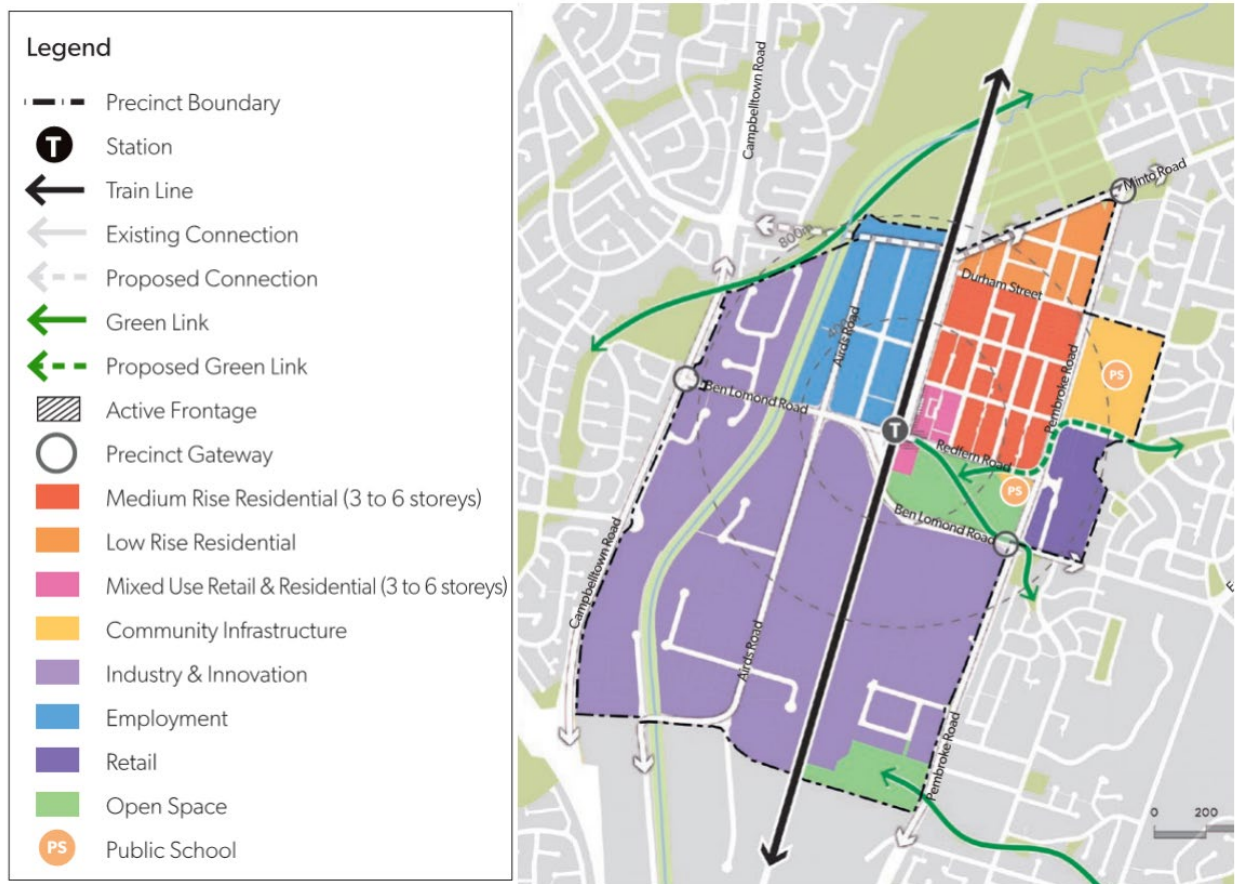 Legend
Precinct Boundary
T
Station
Train Line
Existing Connection
Proposed Connection
Green Link
Proposed Green Link
Active Frontage
Precinct Gateway
Medium Rise Residential (3 to 6 storeys)
Low Rise Residential
Mixed Use Retail & Residential (3 to 6 storeys)
Community Infrastructure
Industry & Innovation
Employment
Retail
Open Space
PS
Public School
Campbelltown Road
Minto Road
800m
Durham Street
Airds Road
Pembroke Road
PS
Ben Lomond Road
T
Redfern Road
PS
Ben Lomond Road
Campbelltown Road
Airds Road
Pembroke Road
E
0 200